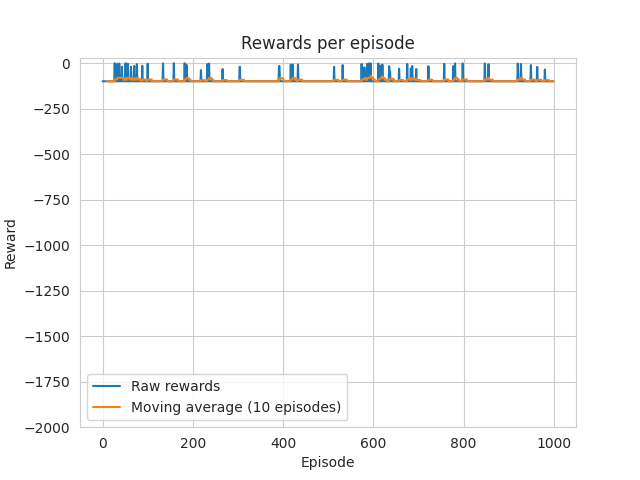 Rewards per episode
0
−250
−500
−750
−1000
−1250
−1500
−1750
−2000
Reward
Raw rewards
Moving average (10 episodes)
0 200 400 600 800 1000
Episode